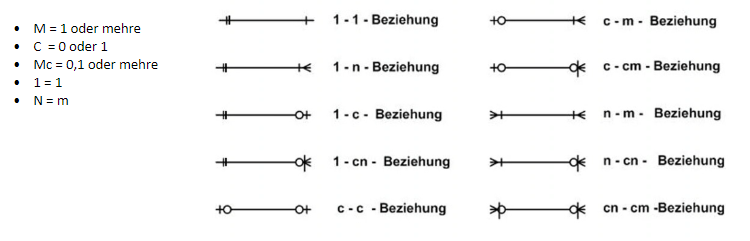 • M = 1 oder mehre
• C = 0 oder 1
• Mc = 0,1 oder mehre
• 1 = 1
• N = m
1 - 1 - Beziehung
1 - n - Beziehung
1 - c - Beziehung
1 - cn - Beziehung
c - c - Beziehung
c - m - Beziehung
c - cm - Beziehung
n - m - Beziehung
n - cn - Beziehung
cn - cm -Beziehung